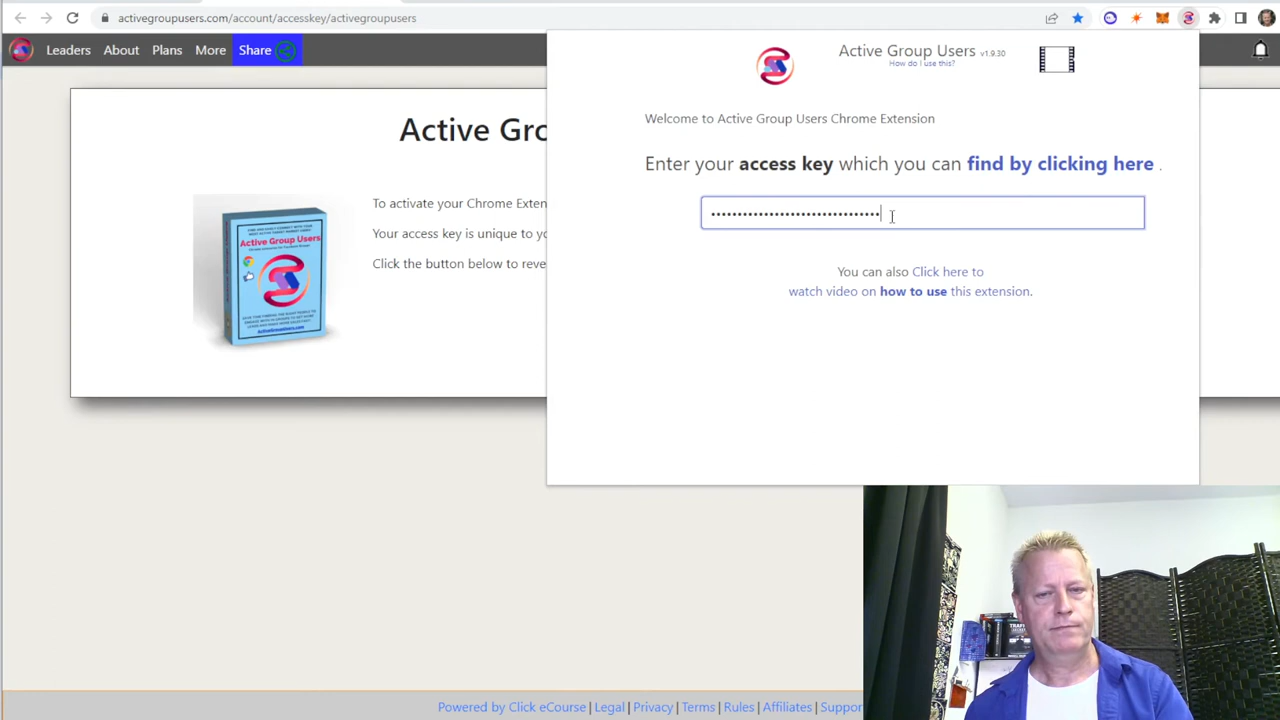 activegroupusers.com/account/accesskey/activegroupusers
Leaders About Plans More Share
Active Group Users v1.9.30
How do I use this?
Welcome to Active Group Users Chrome Extension
Enter your access key which you can find by clicking here .
••••••••••••••••••••••••••••••••
You can also Click here to
watch video on how to use this extension.
Active Gro
To activate your Chrome Exten
Your access key is unique to yo
Click the button below to reve
Active Group Users
ActiveGroupUsers.com
Powered by Click eCourse | Legal | Privacy | Terms | Rules | Affiliates | Suppor